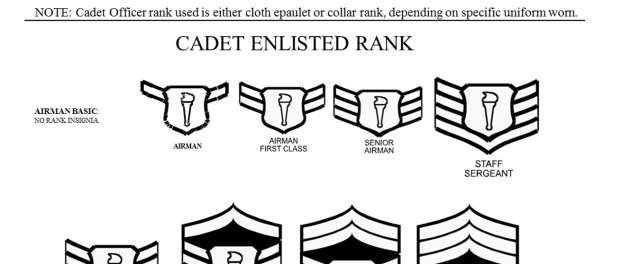 NOTE: Cadet Officer rank used is either cloth epaulet or collar rank, depending on specific uniform worn.
CADET ENLISTED RANK
AIRMAN BASIC:
NO RANK INSIGNIA
AIRMAN
AIRMAN
FIRST CLASS
SENIOR
AIRMAN
STAFF
SERGEANT